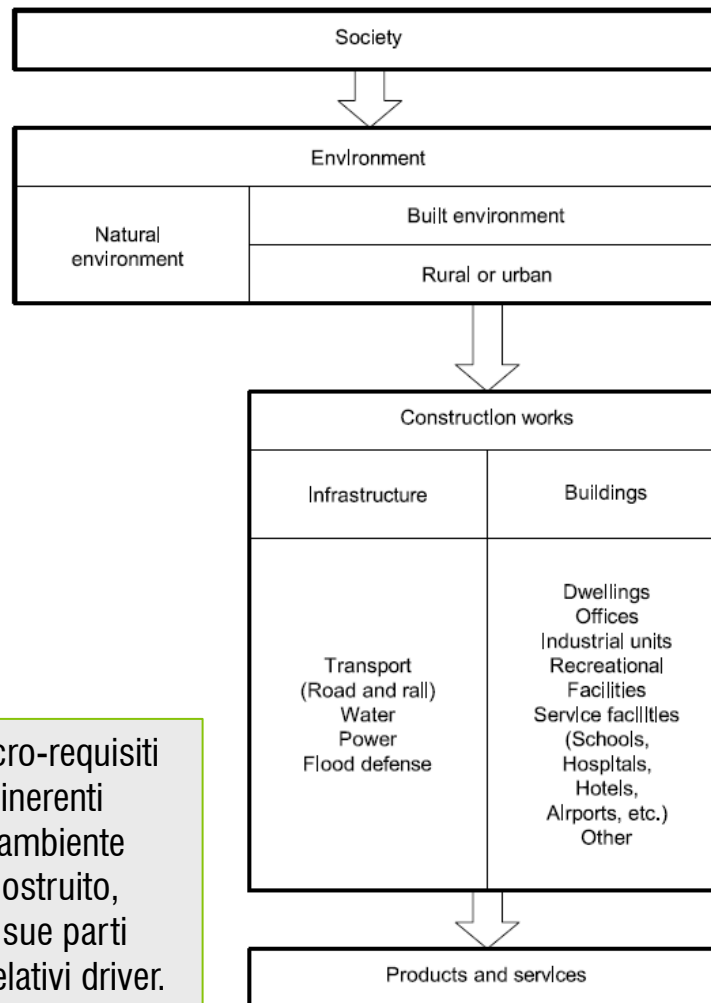 Society
Environment
Natural
environment
Built environment
Rural or urban
Construction works
Infrastructure
Buildings
Transport
(Road and rail)
Water
Power
Flood defense
Dwellings
Offices
Industrial units
Recreational
Facilities
Service facilities
(Schools,
Hospitals,
Hotels,
Airports, etc.)
Other
cro-requisiti
inerenti
ambiente
ostruito,
sue parti
elativi driver.
Products and services